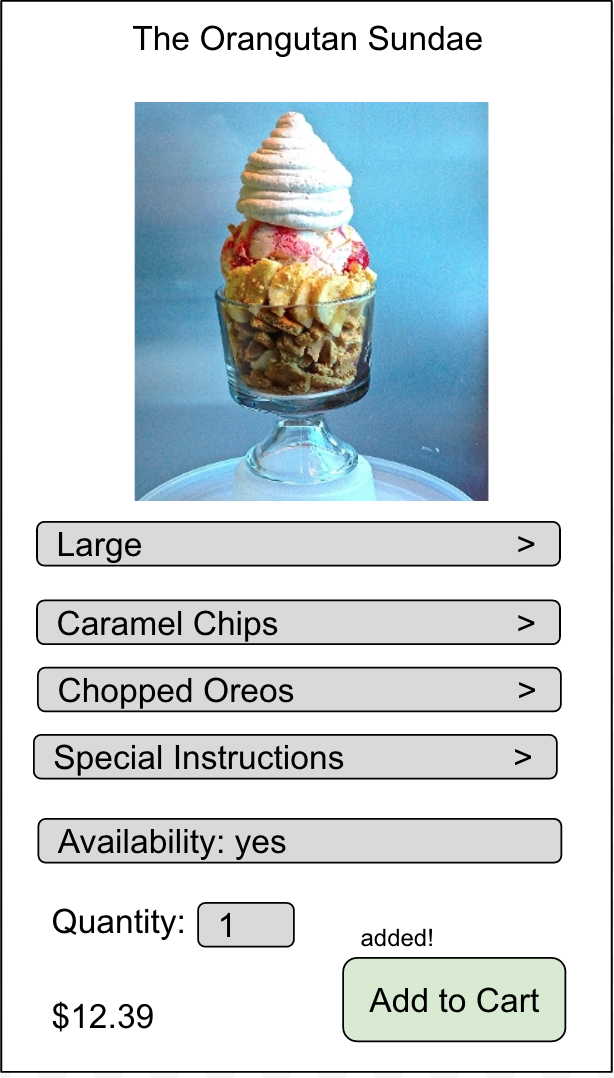 The Orangutan Sundae
Large >
Caramel Chips >
Chopped Oreos >
Special Instructions >
Availability: yes
Quantity: 1
added!
Add to Cart
$12.39